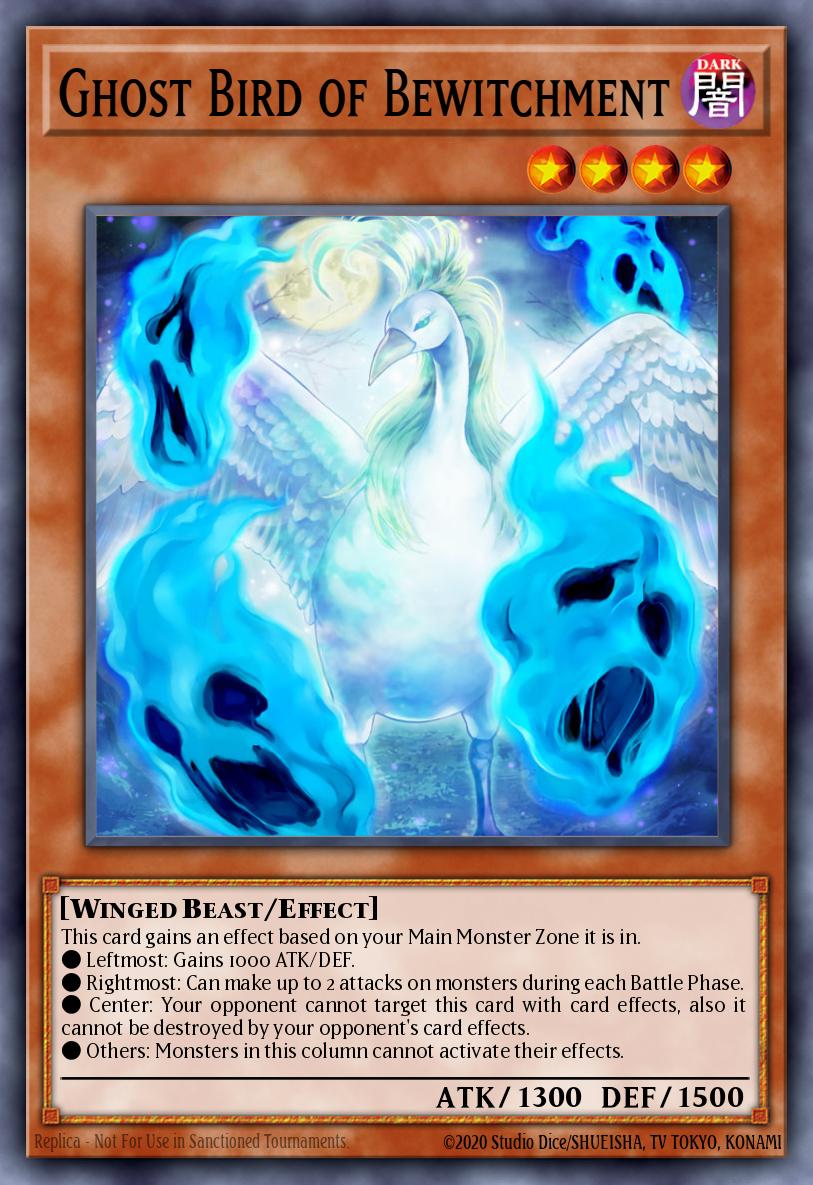 Ghost Bird of Bewitchment
DARK
闇
[Winged Beast/Effect]
This card gains an effect based on your Main Monster Zone it is in.
● Leftmost: Gains 1000 ATK/DEF.
● Rightmost: Can make up to 2 attacks on monsters during each Battle Phase.
● Center: Your opponent cannot target this card with card effects, also it
cannot be destroyed by your opponent's card effects.
● Others: Monsters in this column cannot activate their effects.
ATK/1300 DEF/1500
Replica - Not For Use in Sanctioned Tournaments.
©2020 Studio Dice/SHUEISHA, TV TOKYO, KONAMI